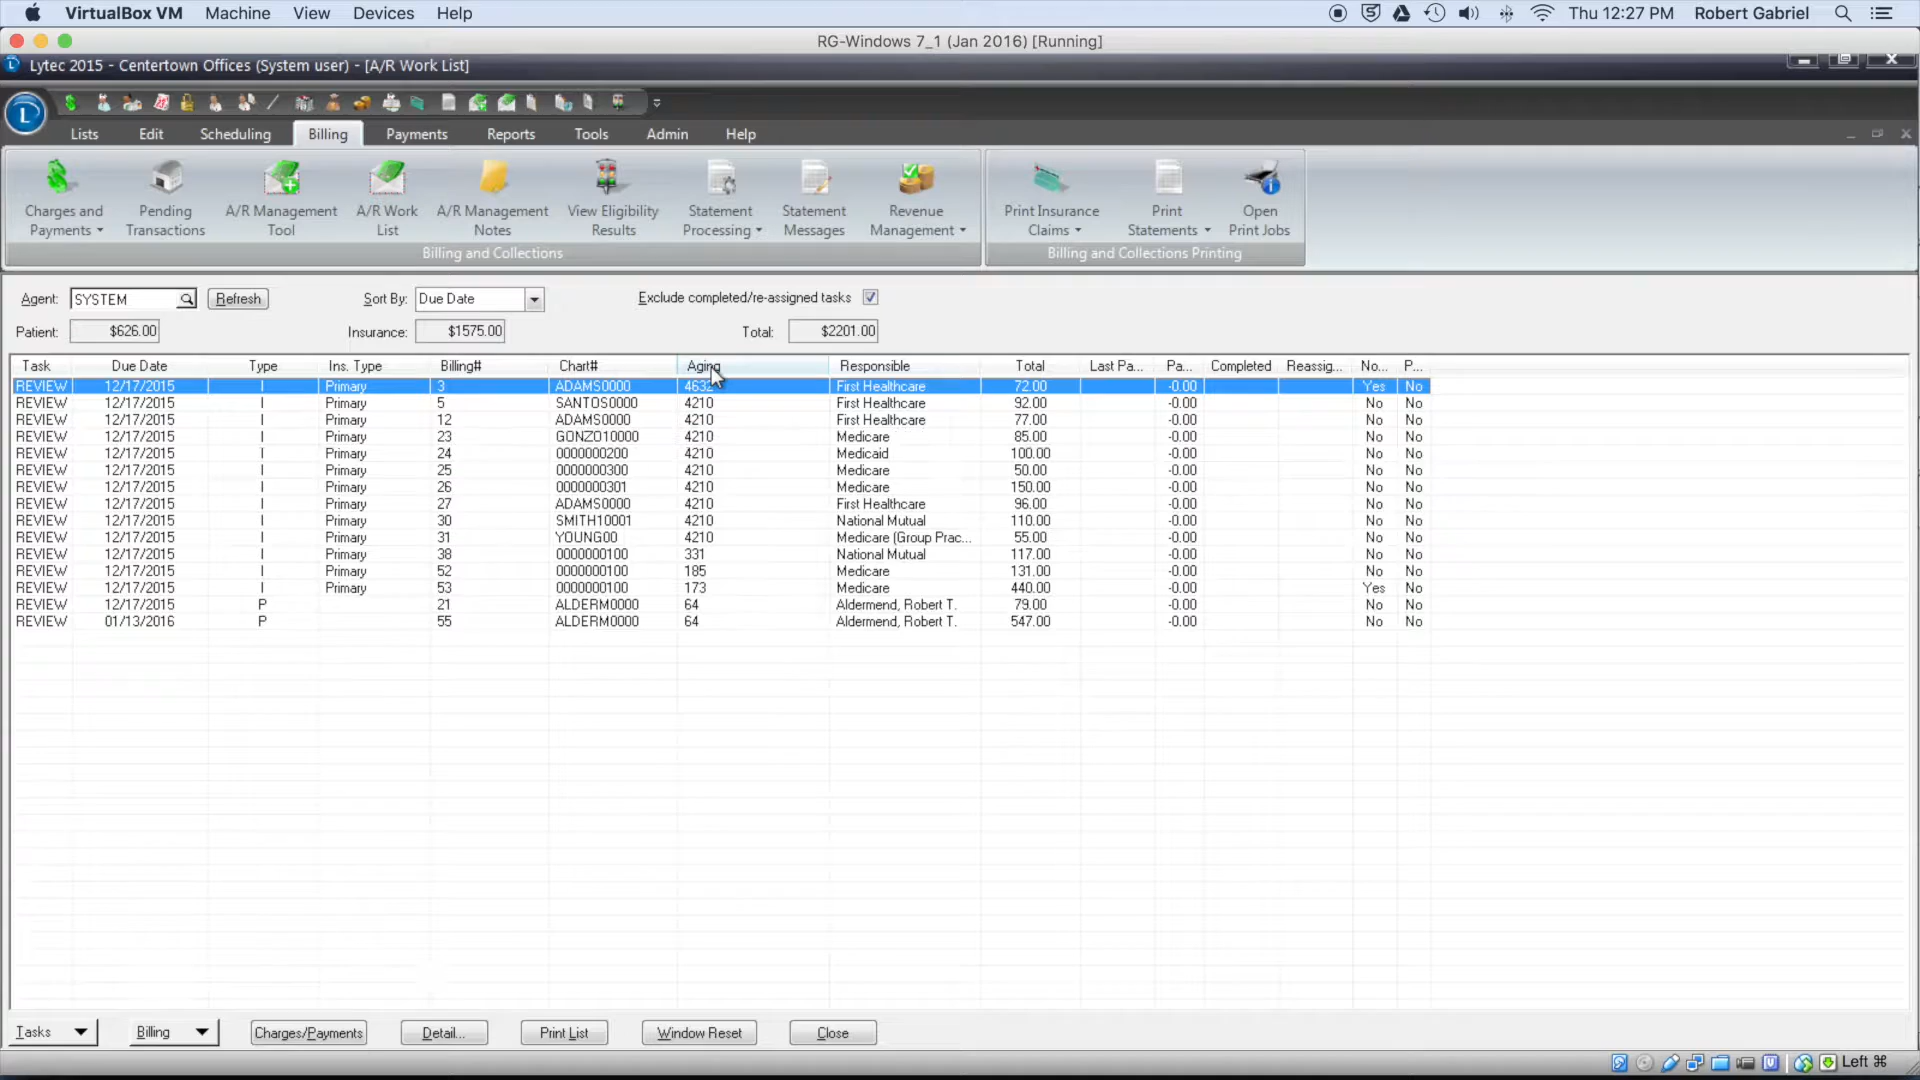 VirtualBox VM Machine View Devices Help Thu 12:27 PM Robert Gabriel
RG-Windows 7_1 (Jan 2016) [Running]
Lytec 2015 - Centertown Offices (System user) - [A/R Work List]
Lists Edit Scheduling Billing Payments Reports Tools Admin Help
Charges and Payments
Pending Transactions
A/R Management Tool
A/R Work List
A/R Management Notes
View Eligibility Results
Statement Processing
Statement Messages
Revenue Management
Print Insurance Claims
Print Statements
Open Print Jobs
Billing and Collections Billing and Collections Printing
Agent: SYSTEM Refresh Sort By: Due Date Exclude completed/re-assigned tasks
Patient: $626.00 Insurance: $1575.00 Total: $2201.00
Task Due Date Type Ins. Type Billing# Chart# Aging Responsible Total Last Pa... Pa... Completed Reassig... No... P...
REVIEW 12/17/2015 I Primary 3 ADAMS0000 4632 First Healthcare 72.00 -0.00 Yes No
REVIEW 12/17/2015 I Primary 5 SANTOS0000 4210 First Healthcare 92.00 -0.00 No No
REVIEW 12/17/2015 I Primary 12 ADAMS0000 4210 First Healthcare 77.00 -0.00 No No
REVIEW 12/17/2015 I Primary 23 GONZO10000 4210 Medicare 85.00 -0.00 No No
REVIEW 12/17/2015 I Primary 24 0000000200 4210 Medicaid 100.00 -0.00 No No
REVIEW 12/17/2015 I Primary 25 0000000300 4210 Medicare 50.00 -0.00 No No
REVIEW 12/17/2015 I Primary 26 0000000301 4210 Medicare 150.00 -0.00 No No
REVIEW 12/17/2015 I Primary 27 ADAMS0000 4210 First Healthcare 96.00 -0.00 No No
REVIEW 12/17/2015 I Primary 30 SMITH10001 4210 National Mutual 110.00 -0.00 No No
REVIEW 12/17/2015 I Primary 31 YOUNG00 4210 Medicare (Group Prac... 55.00 -0.00 No No
REVIEW 12/17/2015 I Primary 38 0000000100 331 National Mutual 117.00 -0.00 No No
REVIEW 12/17/2015 I Primary 52 0000000100 185 Medicare 131.00 -0.00 No No
REVIEW 12/17/2015 I Primary 53 0000000100 173 Medicare 440.00 -0.00 Yes No
REVIEW 12/17/2015 P 21 ALDERM0000 64 Aldermend, Robert T. 79.00 -0.00 No No
REVIEW 01/13/2016 P 55 ALDERM0000 64 Aldermend, Robert T. 547.00 -0.00 No No
Tasks Billing Charges/Payments Detail... Print List Window Reset Close
Left ⌘